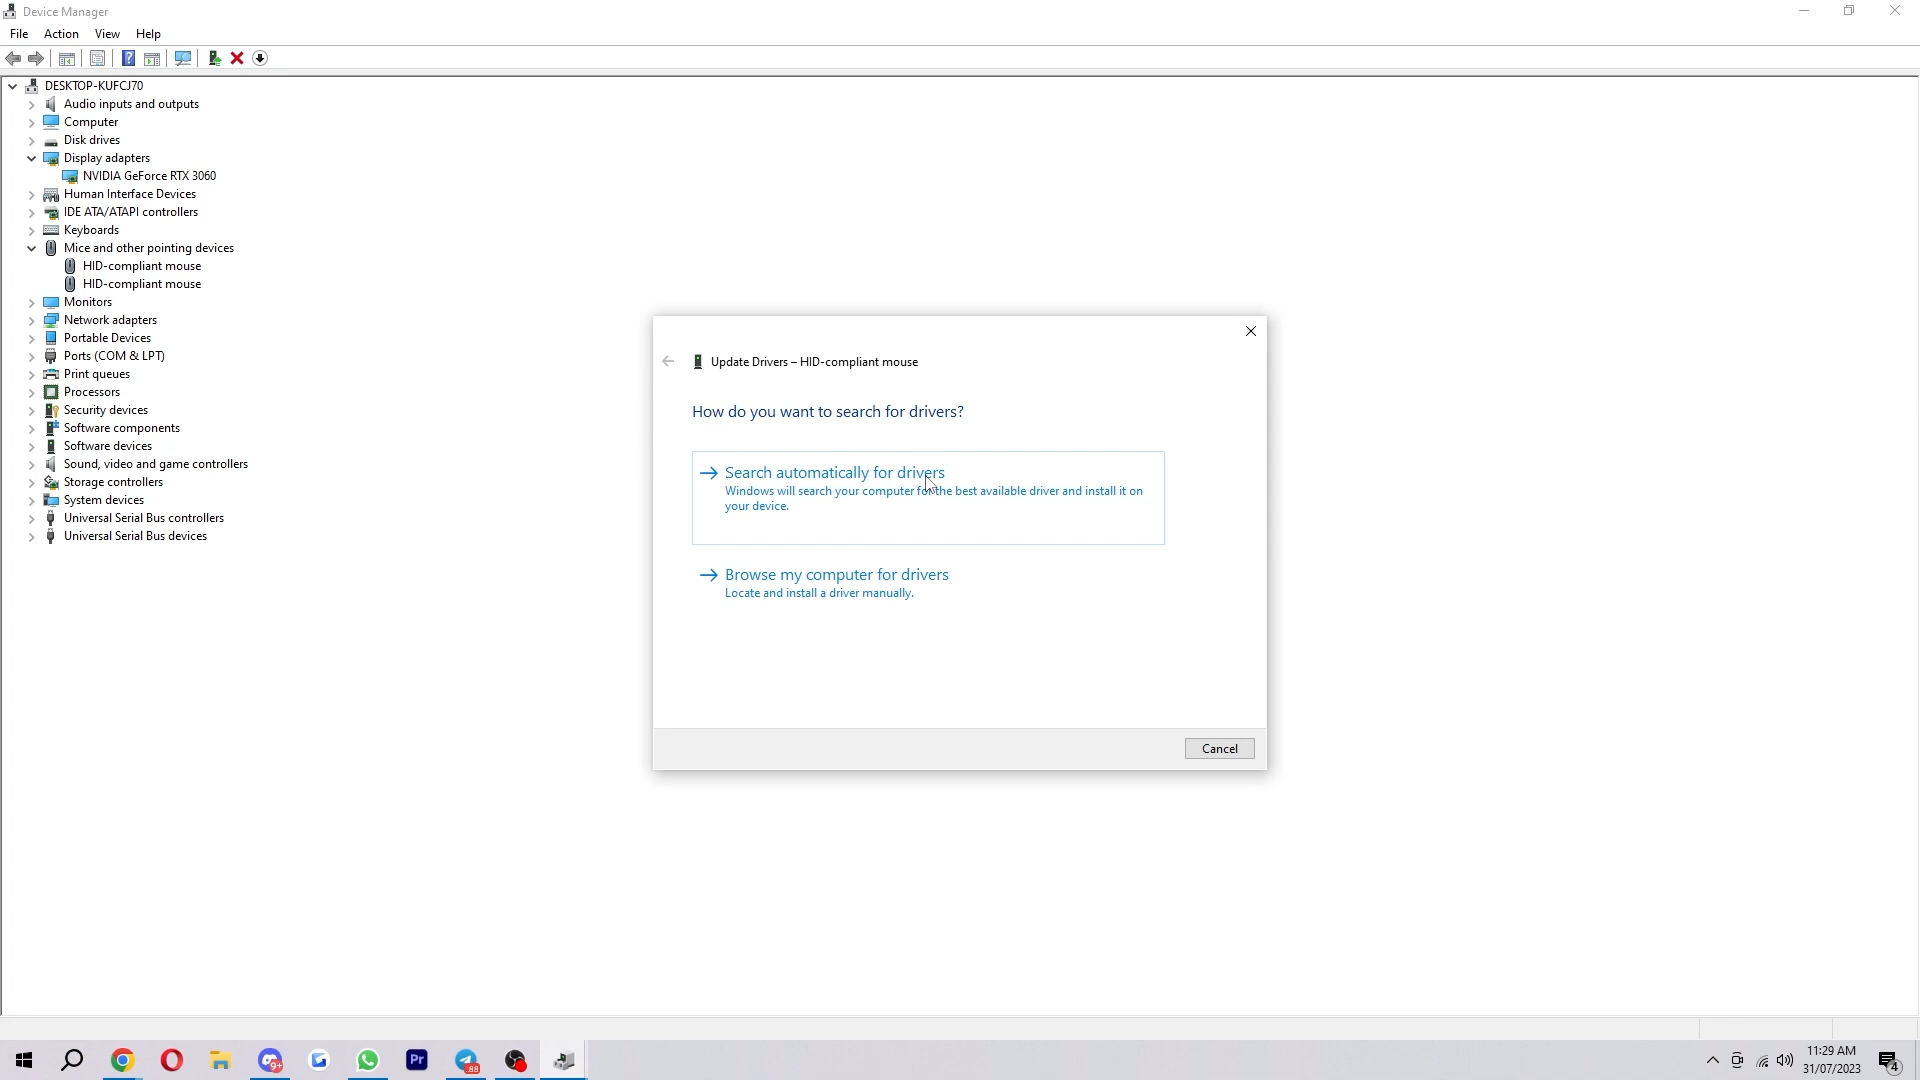 Device Manager
File Action View Help
DESKTOP-KUFCJ70
Audio inputs and outputs
Computer
Disk drives
Display adapters
NVIDIA GeForce RTX 3060
Human Interface Devices
IDE ATA/ATAPI controllers
Keyboards
Mice and other pointing devices
HID-compliant mouse
HID-compliant mouse
Monitors
Network adapters
Portable Devices
Ports (COM & LPT)
Print queues
Processors
Security devices
Software components
Software devices
Sound, video and game controllers
Storage controllers
System devices
Universal Serial Bus controllers
Universal Serial Bus devices
Update Drivers – HID-compliant mouse
How do you want to search for drivers?
Search automatically for drivers
Windows will search your computer for the best available driver and install it on
your device.
Browse my computer for drivers
Locate and install a driver manually.
Cancel
9+
Pr
88
11:29 AM
31/07/2023
4